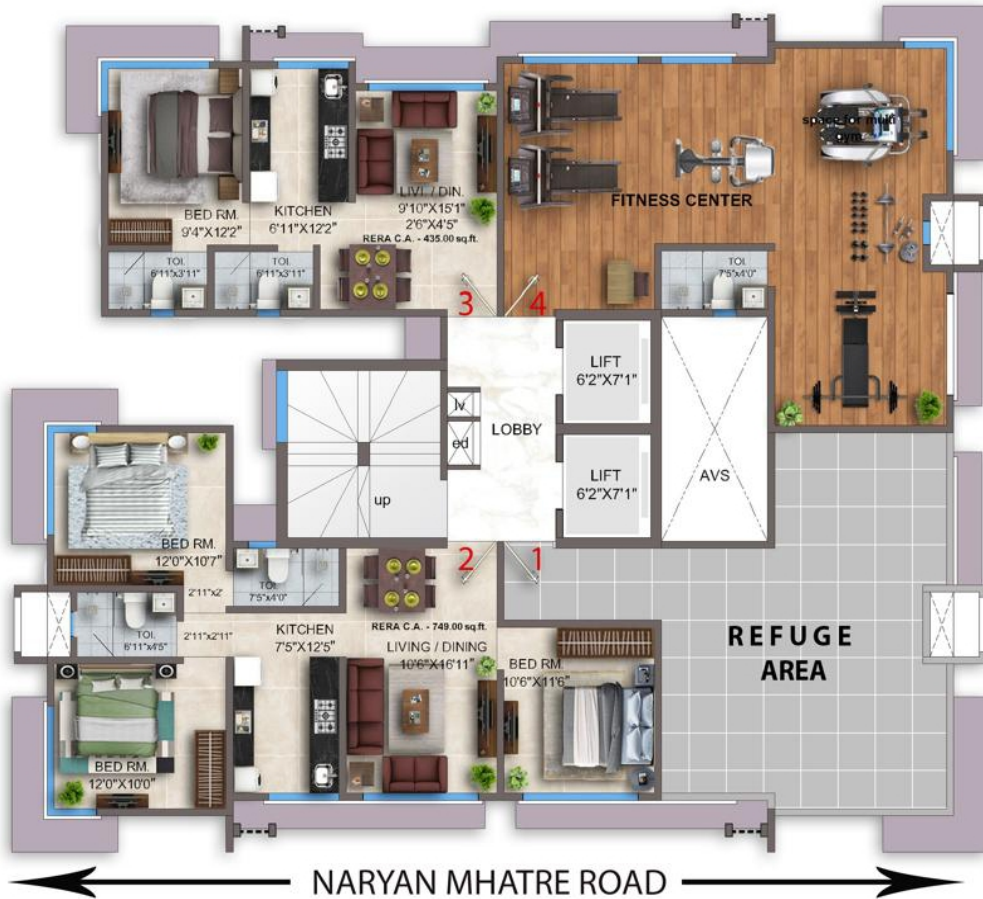 BED RM.
9'4"X12'2"
KITCHEN
6'11"X12'2"
LIVI. / DIN.
9'10"X15'1"
2'6"X4'5"
RERA C.A. - 435.00 sq.ft.
TOI.
6'11"x3'11"
TOI.
6'11"x3'11"
3
4
FITNESS CENTER
space for multi
gym
TOI.
7'5"x4'0"
LIFT
6'2"X7'1"
LIFT
6'2"X7'1"
lv
ed
LOBBY
up
AVS
2
1
BED RM.
12'0"X10'7"
2'11"x2'
TOI.
7'5"x4'0"
TOI.
6'11"x4'5"
2'11"x2'11"
KITCHEN
7'5"X12'5"
RERA C.A. - 749.00 sq.ft.
LIVING / DINING
10'6"X16'11"
BED RM.
10'6"X11'6"
BED RM.
12'0"X10'0"
REFUGE
AREA
NARYAN MHATRE ROAD